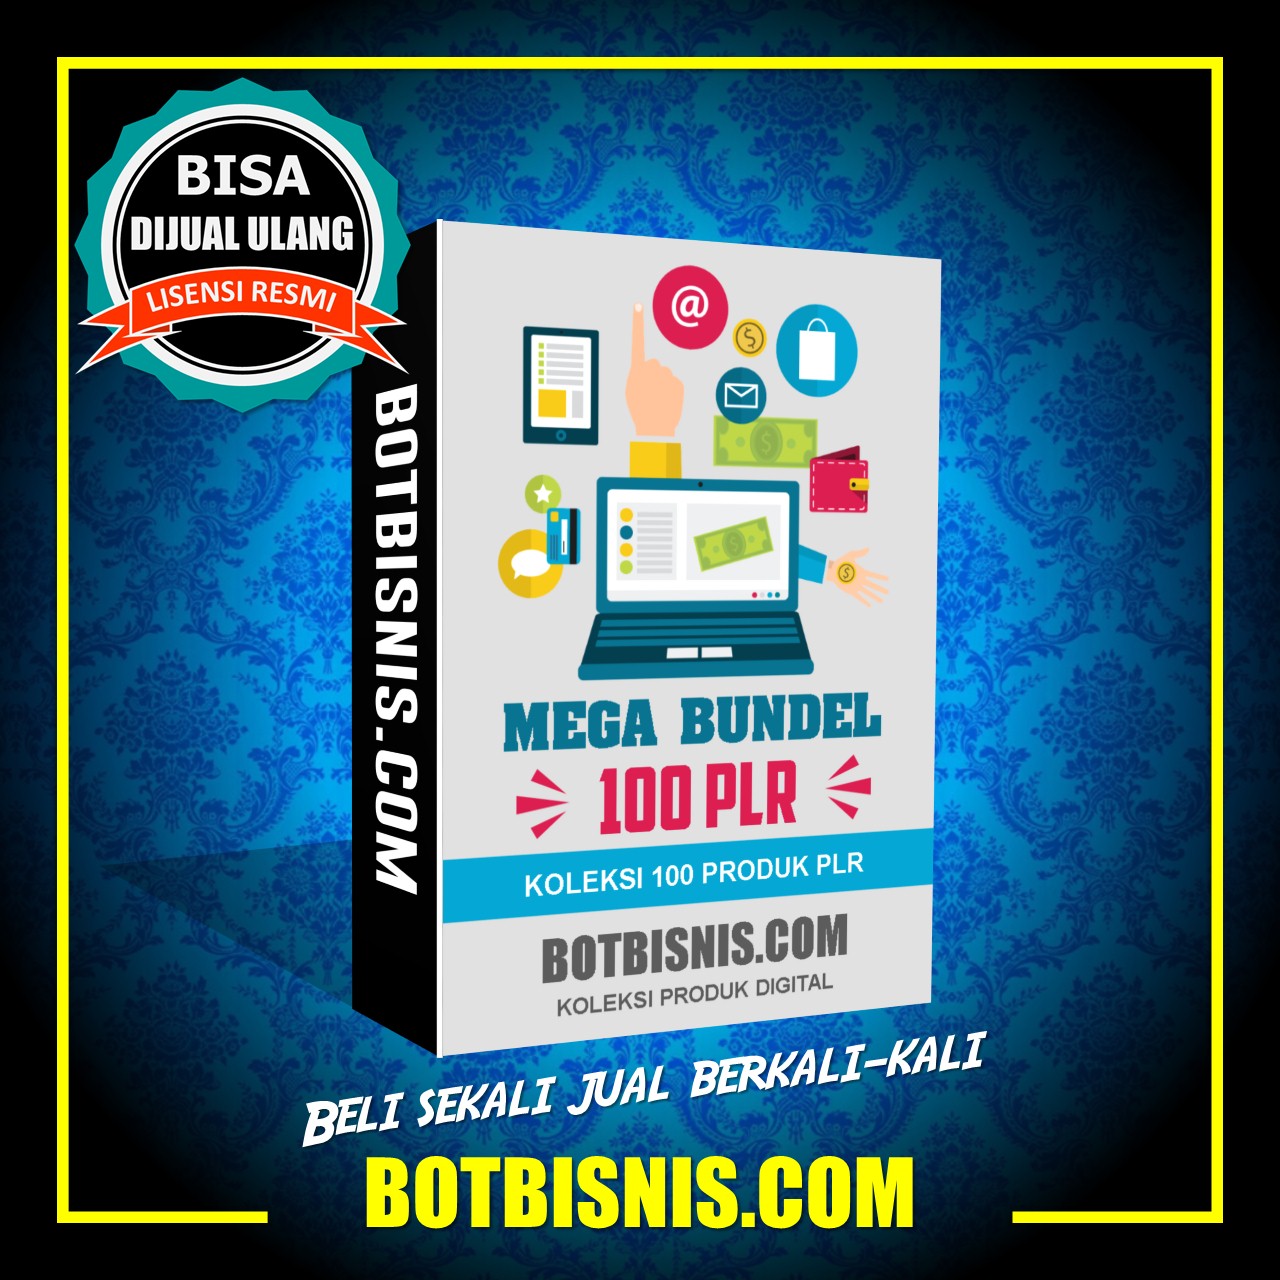 BISA
DIJUAL ULANG
LISENSI RESMI
BOTBISNIS.COM
@
MEGA BUNDEL
100 PLR
KOLEKSI 100 PRODUK PLR
BOTBISNIS.COM
KOLEKSI PRODUK DIGITAL
BELI SEKALI JUAL BERKALI-KALI
BOTBISNIS.COM